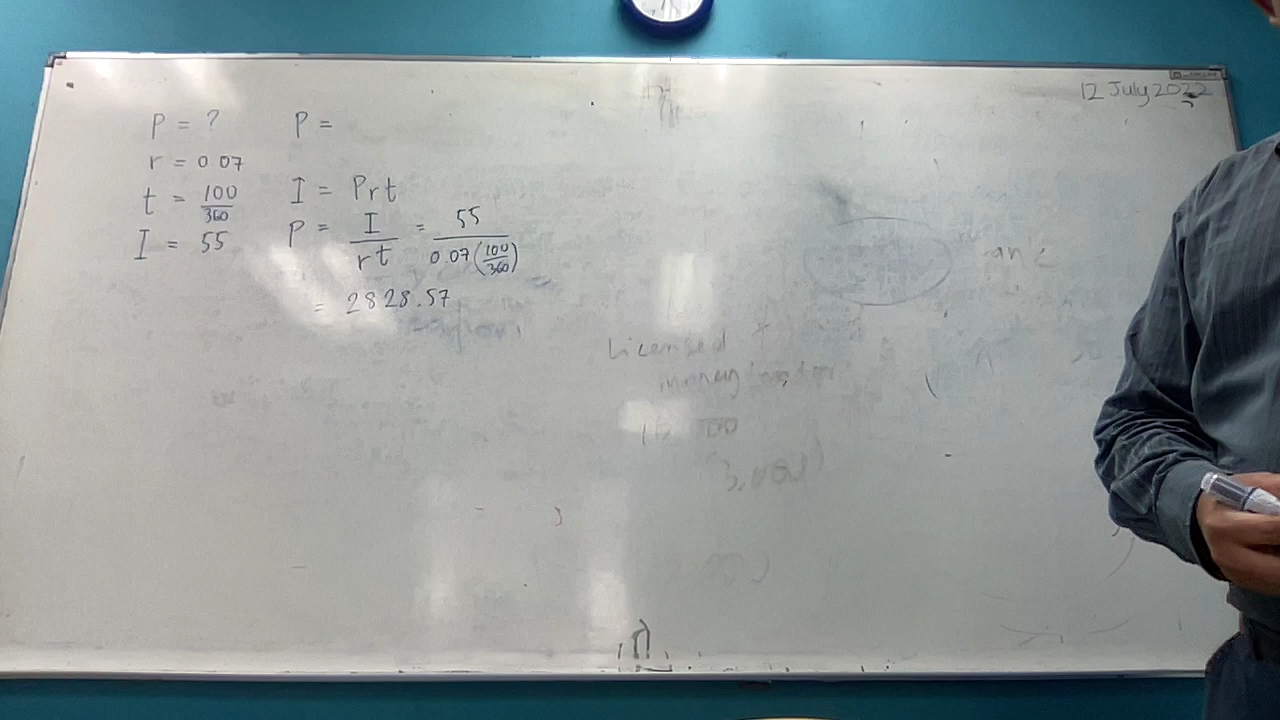 12 July 2022
P = ?
r = 0.07
t = 100/360
I = 55
P =
I = Prt
P = I/rt = 55/0.07(100/360)
= 2828.57
Licensed
money lender